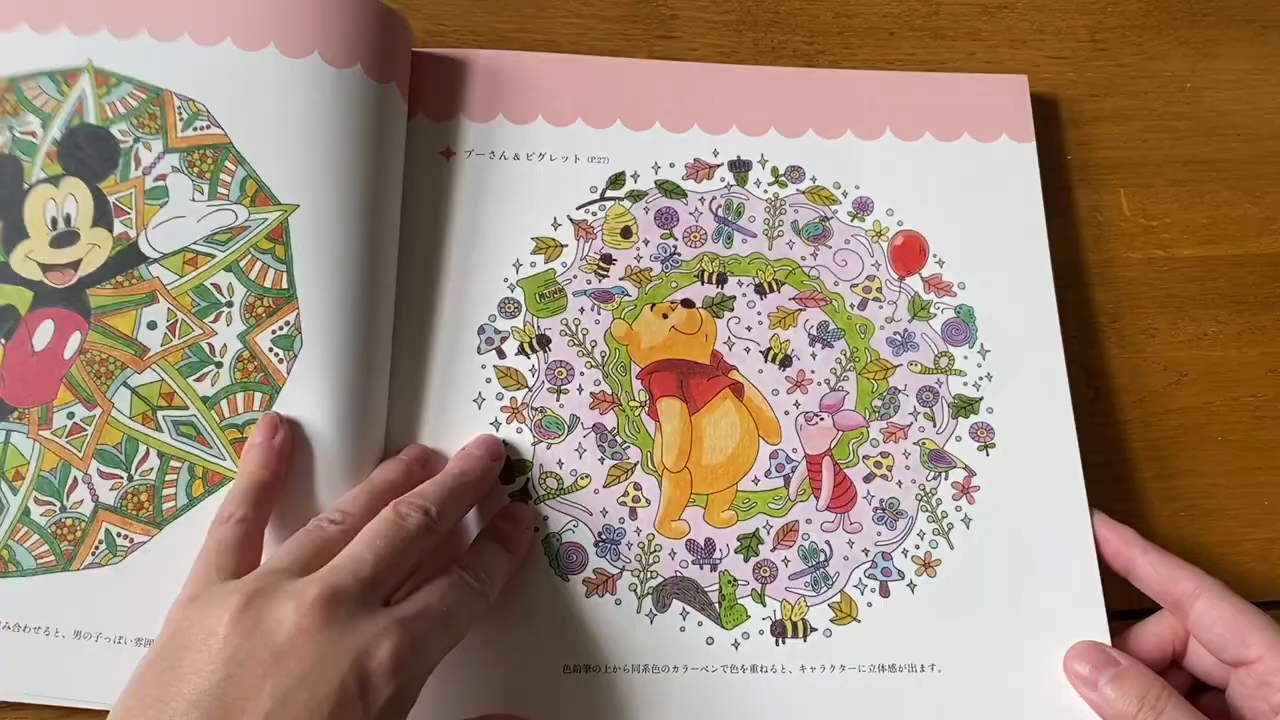 み合わせると、男の子っぽい雰囲
プーさん & ピグレット (P.27)
HUNN
色鉛筆の上から同系色のカラーペンで色を重ねると、キャラクターに立体感が出ます。